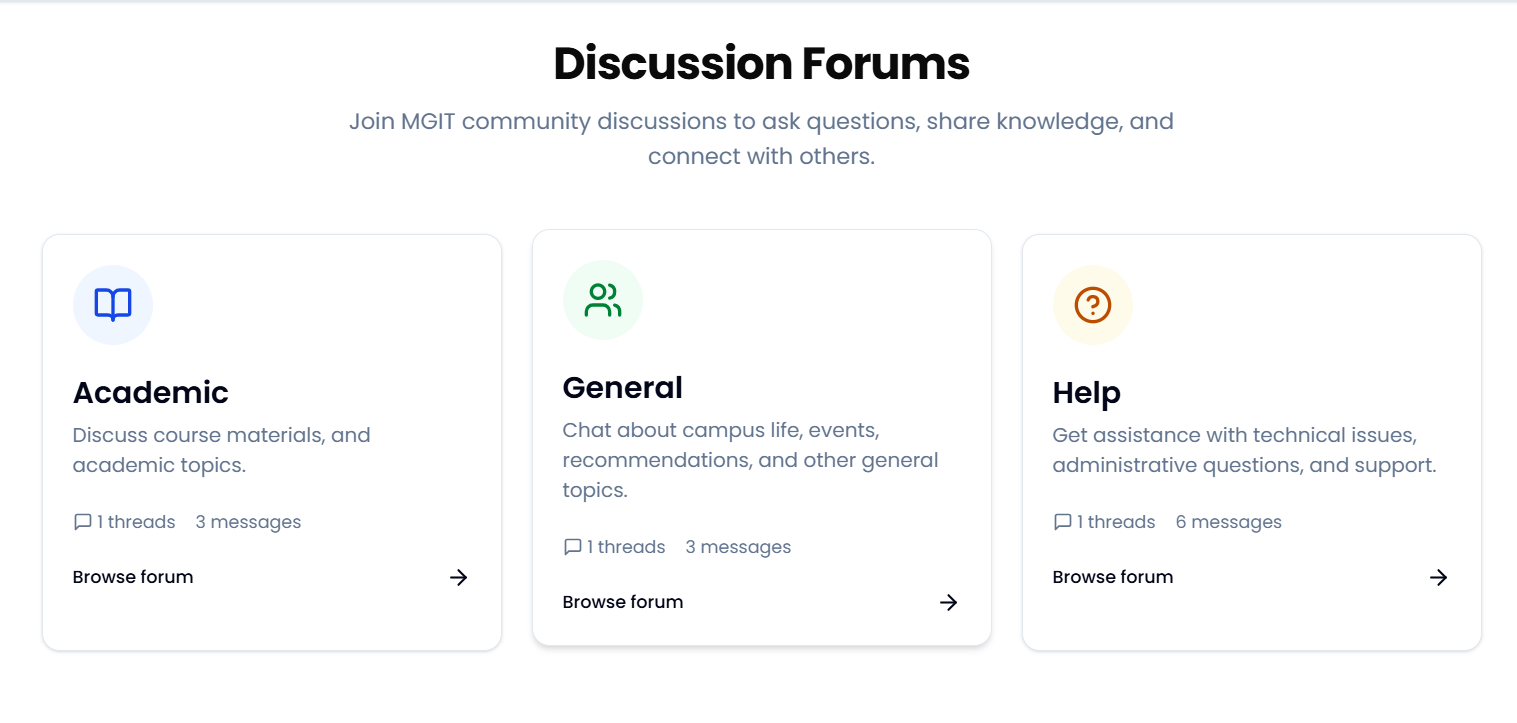 Discussion Forums
Join MGIT community discussions to ask questions, share knowledge, and
connect with others.
Academic
Discuss course materials, and
academic topics.
1 threads 3 messages
Browse forum
General
Chat about campus life, events,
recommendations, and other general
topics.
1 threads 3 messages
Browse forum
Help
Get assistance with technical issues,
administrative questions, and support.
1 threads 6 messages
Browse forum